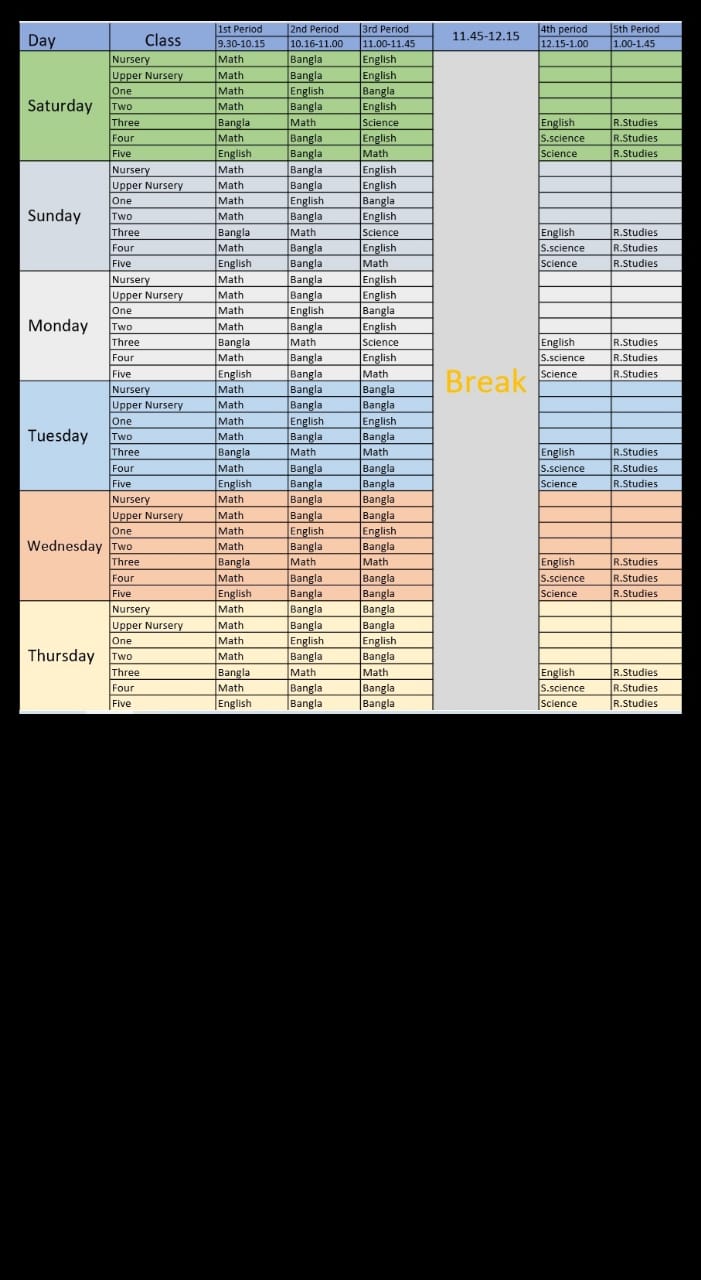 Day Class 1st Period 2nd Period 3rd Period 11.45-12.15 4th period 5th Period
9.30-10.15 10.16-11.00 11.00-11.45 12.15-1.00 1.00-1.45
Saturday
Nursery Math Bangla English
Upper Nursery Math Bangla English
One Math English Bangla
Two Math Bangla English
Three Bangla Math Science English R.Studies
Four Math Bangla English S.science R.Studies
Five English Bangla Math Science R.Studies
Sunday
Nursery Math Bangla English
Upper Nursery Math Bangla English
One Math English Bangla
Two Math Bangla English
Three Bangla Math Science English R.Studies
Four Math Bangla English S.science R.Studies
Five English Bangla Math Science R.Studies
Monday
Nursery Math Bangla English
Upper Nursery Math Bangla English
One Math English Bangla
Two Math Bangla English
Three Bangla Math Science English R.Studies
Four Math Bangla English S.science R.Studies
Five English Bangla Math Science R.Studies
Break
Tuesday
Nursery Math Bangla Bangla
Upper Nursery Math Bangla Bangla
One Math English English
Two Math Bangla Bangla
Three Bangla Math Math English R.Studies
Four Math Bangla Bangla S.science R.Studies
Five English Bangla Bangla Science R.Studies
Wednesday
Nursery Math Bangla Bangla
Upper Nursery Math Bangla Bangla
One Math English English
Two Math Bangla Bangla
Three Bangla Math Math English R.Studies
Four Math Bangla Bangla S.science R.Studies
Five English Bangla Bangla Science R.Studies
Thursday
Nursery Math Bangla Bangla
Upper Nursery Math Bangla Bangla
One Math English English
Two Math Bangla Bangla
Three Bangla Math Math English R.Studies
Four Math Bangla Bangla S.science R.Studies
Five English Bangla Bangla Science R.Studies